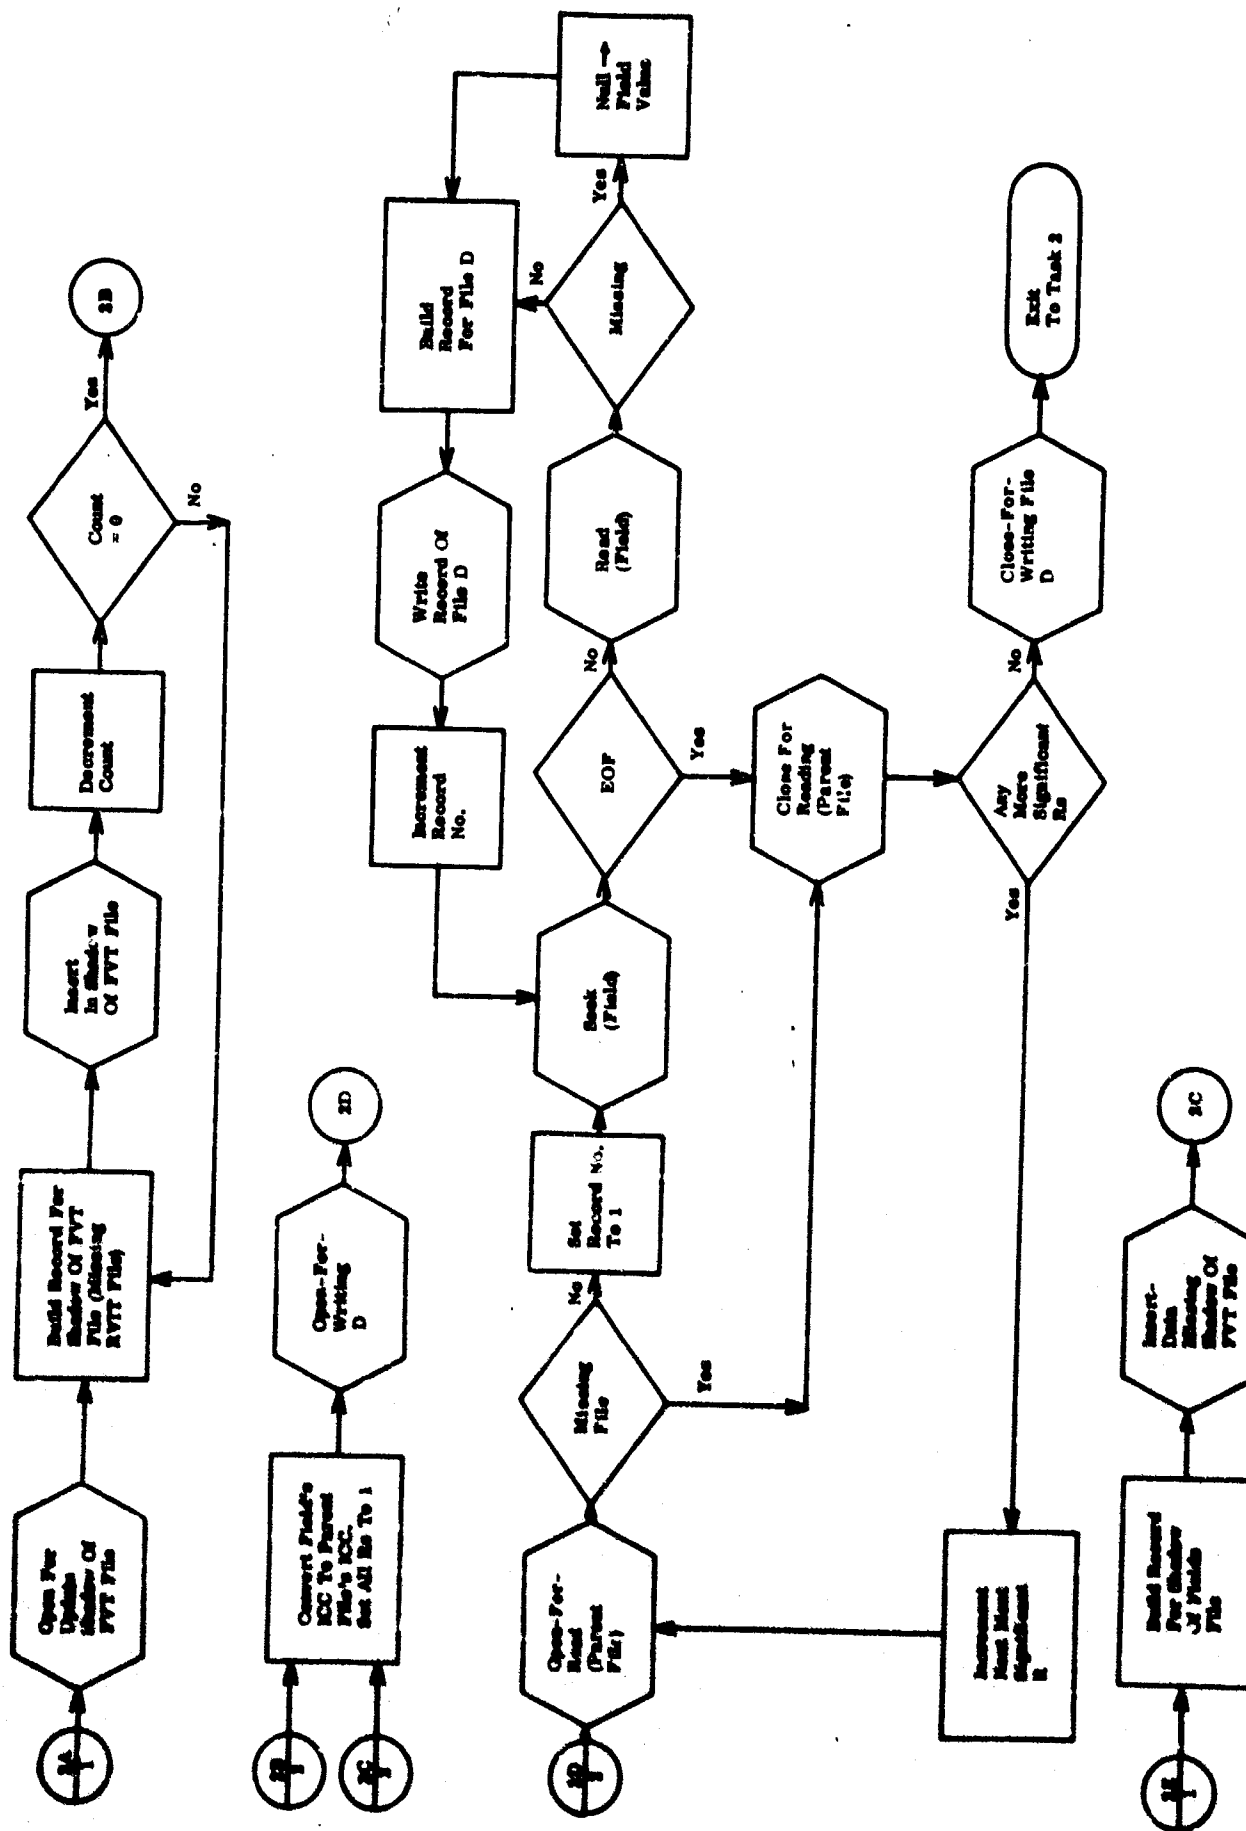 2A
1
Open For
Update
Shadow Of
FVT File
Build Record For
Shadow Of FVT
File (Missing
RVIT File)
Insert
In Shadow
Of FVT File
Decrement
Count
Count
= 0
Yes
2B
No
2B
2C
Convert Field's
ICC To Parent
File's ICC.
Set All Rs To 1
Open-For-
Writing
D
2D
2D
Open-For-
Read
(Parent
File)
Missing
File
No
Yes
Set
Record No.
To 1
Seek
(Field)
EOF
No
Yes
Read
(Field)
Missing
Yes
No
Null →
Field
Value
Build
Record
For File D
Write
Record Of
File D
Increment
Record
No.
Close For
Reading
(Parent
File)
Any
More
Significant
Rs
No
Yes
Close-For-
Writing File
D
Exit
To Task 2
Increment
Next Most
Significant
R
2E
1
Build Record
For Shadow
Of Fields
File
Insert-
Data
Missing
Shadow Of
FVT File
2C